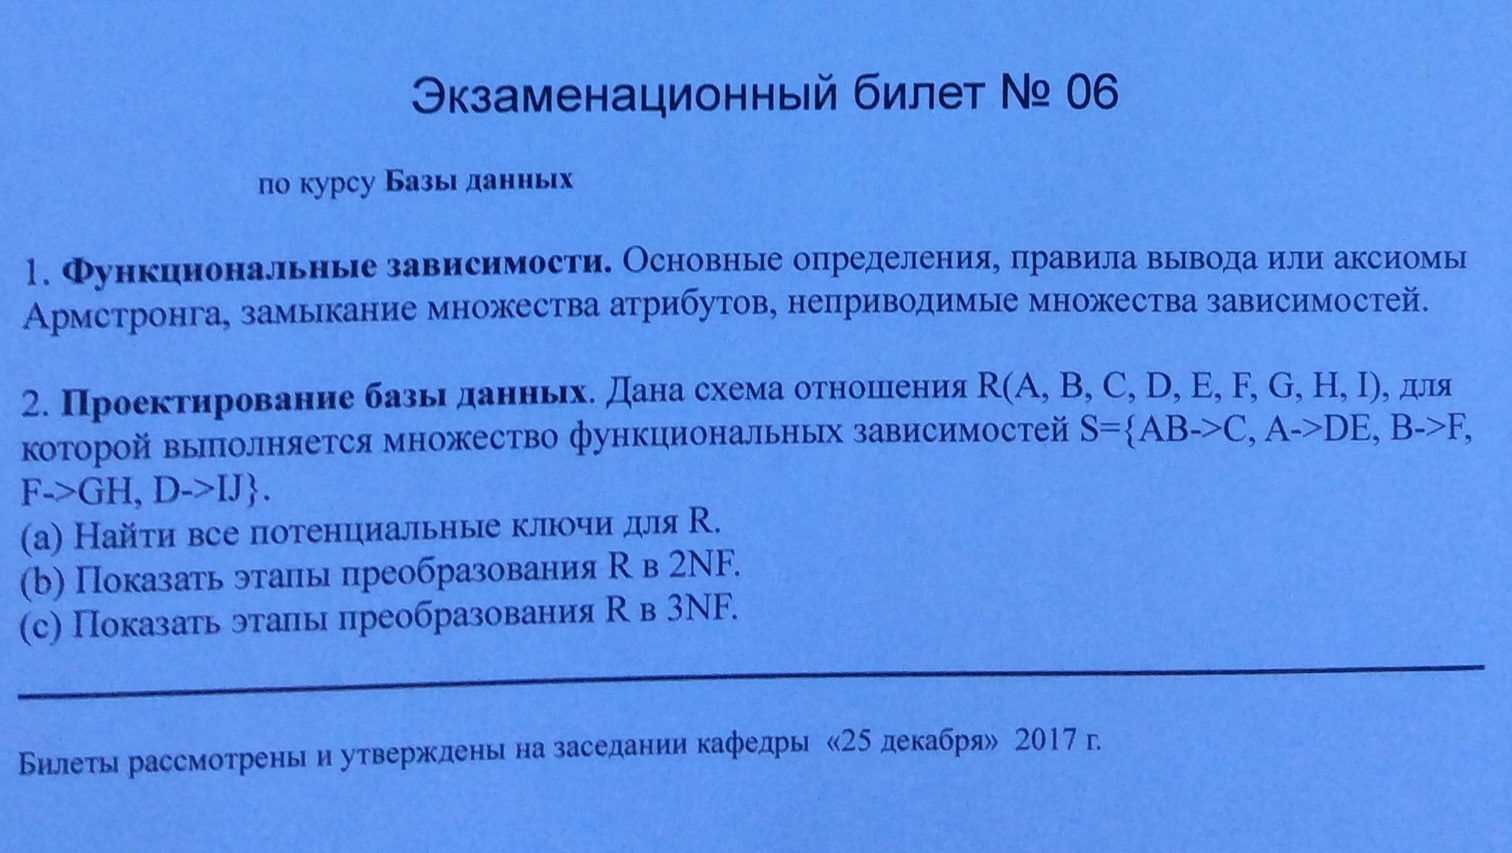 Экзаменационный билет № 06
по курсу Базы данных
1. Функциональные зависимости. Основные определения, правила вывода или аксиомы
Армстронга, замыкание множества атрибутов, неприводимые множества зависимостей.
2. Проектирование базы данных. Дана схема отношения R(A, B, C, D, E, F, G, H, I), для
которой выполняется множество функциональных зависимостей S={AB->C, A->DE, B->F,
F->GH, D->IJ}.
(a) Найти все потенциальные ключи для R.
(b) Показать этапы преобразования R в 2NF.
(c) Показать этапы преобразования R в 3NF.
Билеты рассмотрены и утверждены на заседании кафедры «25 декабря» 2017 г.